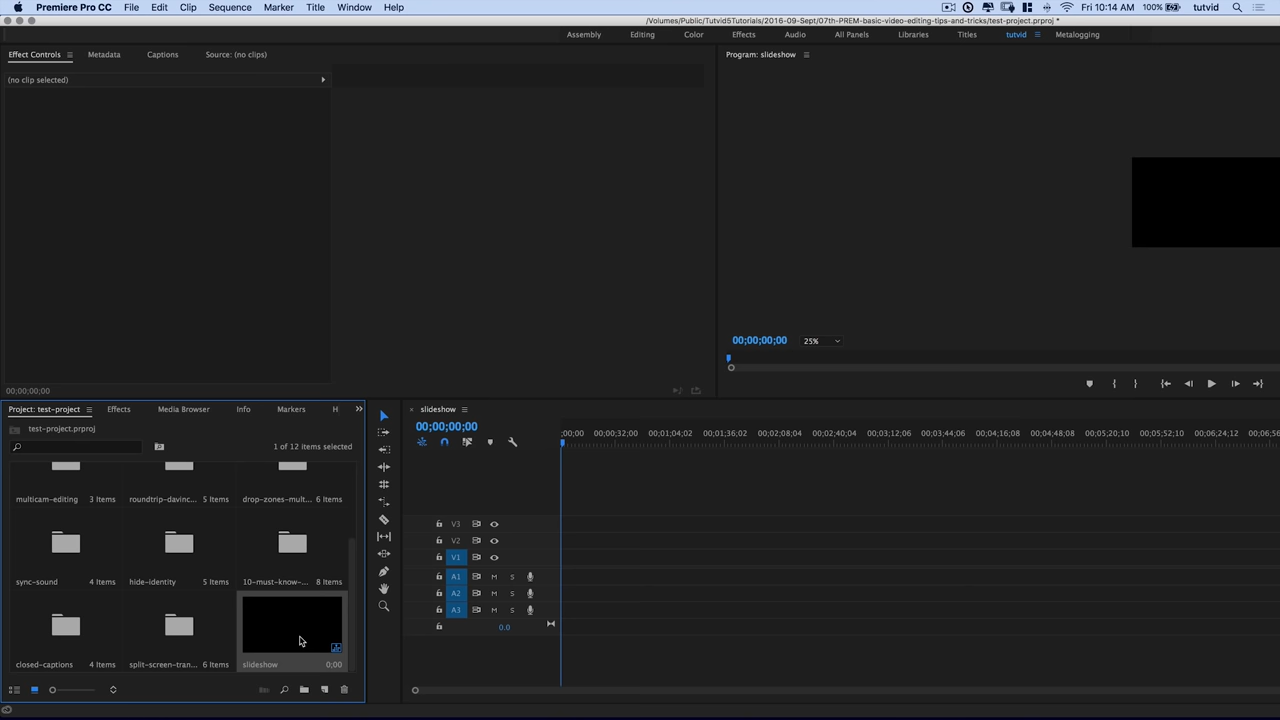 Premiere Pro CC File Edit Clip Sequence Marker Title Window Help Fri 10:14 AM 100% tutvid
/Volumes/Public/Tutvid5Tutorials/2016-09-Sept/07th-PREM-basic-video-editing-tips-and-tricks/test-project.prproj *
Assembly Editing Color Effects Audio All Panels Libraries Titles tutvid Metalogging
Effect Controls Metadata Captions Source: (no clips) Program: slideshow
(no clip selected)
00;00;00;00 25%
00;00;00;00
Project: test-project Effects Media Browser Info Markers H slideshow
test-project.prproj 00;00;00;00
1 of 12 items selected ;00;00 00;00;32;00 00;01;04;02 00;01;36;02 00;02;08;04 00;02;40;04 00;03;12;06 00;03;44;06 00;04;16;08 00;04;48;08 00;05;20;10 00;05;52;10 00;06;24;12 00;06;56
multicam-editing 3 Items roundtrip-davinc... 5 Items drop-zones-mult... 6 Items
V3
V2
V1
sync-sound 4 Items hide-identity 5 Items 10-must-know-... 8 Items
A1 M S
A2 M S
A3 M S
0.0
closed-captions 4 Items split-screen-tran... 6 Items slideshow 0;00